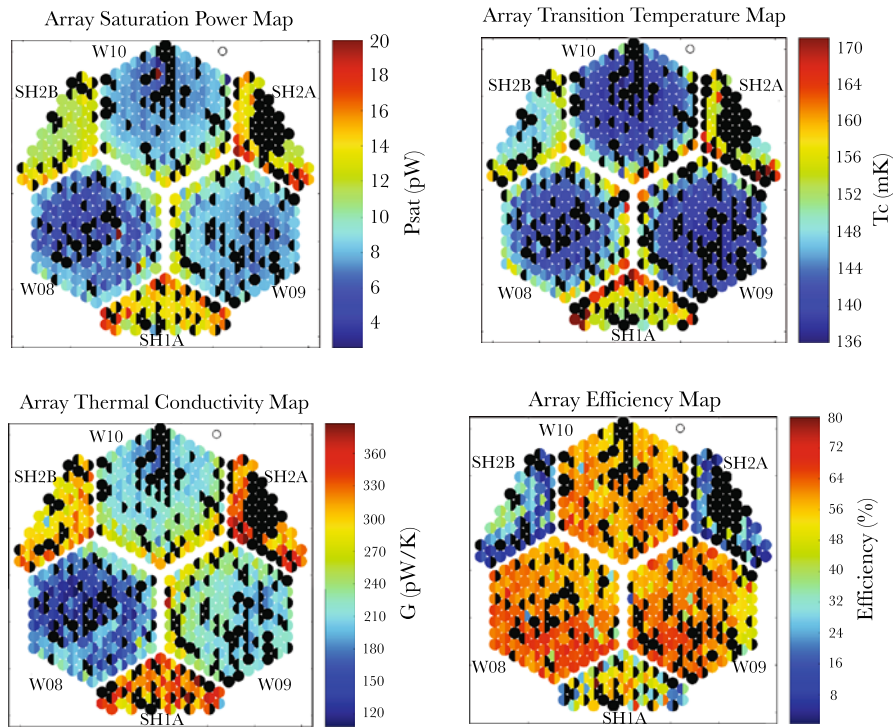 Array Saturation Power Map
W10
SH2B
SH2A
W08
W09
SH1A
20
18
16
14
12
10
8
6
4
Psat (pW)
Array Transition Temperature Map
W10
SH2B
SH2A
W08
W09
SH1A
170
168
164
160
156
152
148
144
140
136
Tc (mK)
Array Thermal Conductivity Map
W10
SH2B
SH2A
W08
W09
SH1A
360
330
300
270
240
210
180
150
120
G (pW/K)
Array Efficiency Map
W10
SH2B
SH2A
W08
W09
SH1A
80
72
64
56
48
40
32
24
16
8
Efficiency (%)